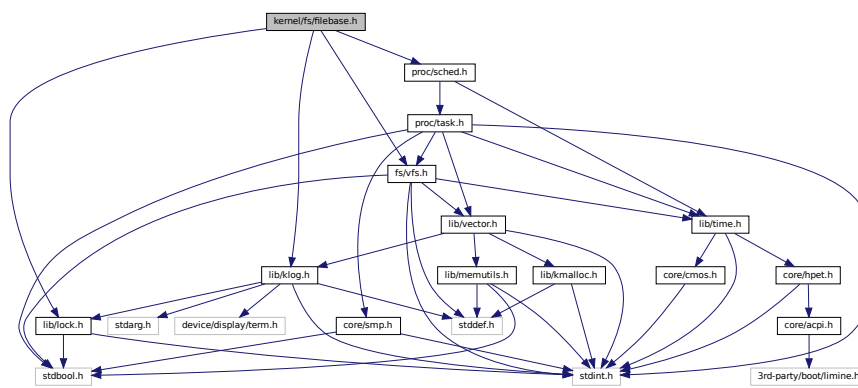 kernel/fs/filebase.h
proc/sched.h
proc/task.h
fs/vfs.h
lib/vector.h
lib/time.h
lib/klog.h
lib/memutils.h
lib/kmalloc.h
core/cmos.h
core/hpet.h
lib/lock.h
stdarg.h
device/display/term.h
core/smp.h
stddef.h
core/acpi.h
stdbool.h
stdint.h
3rd-party/boot/limine.h